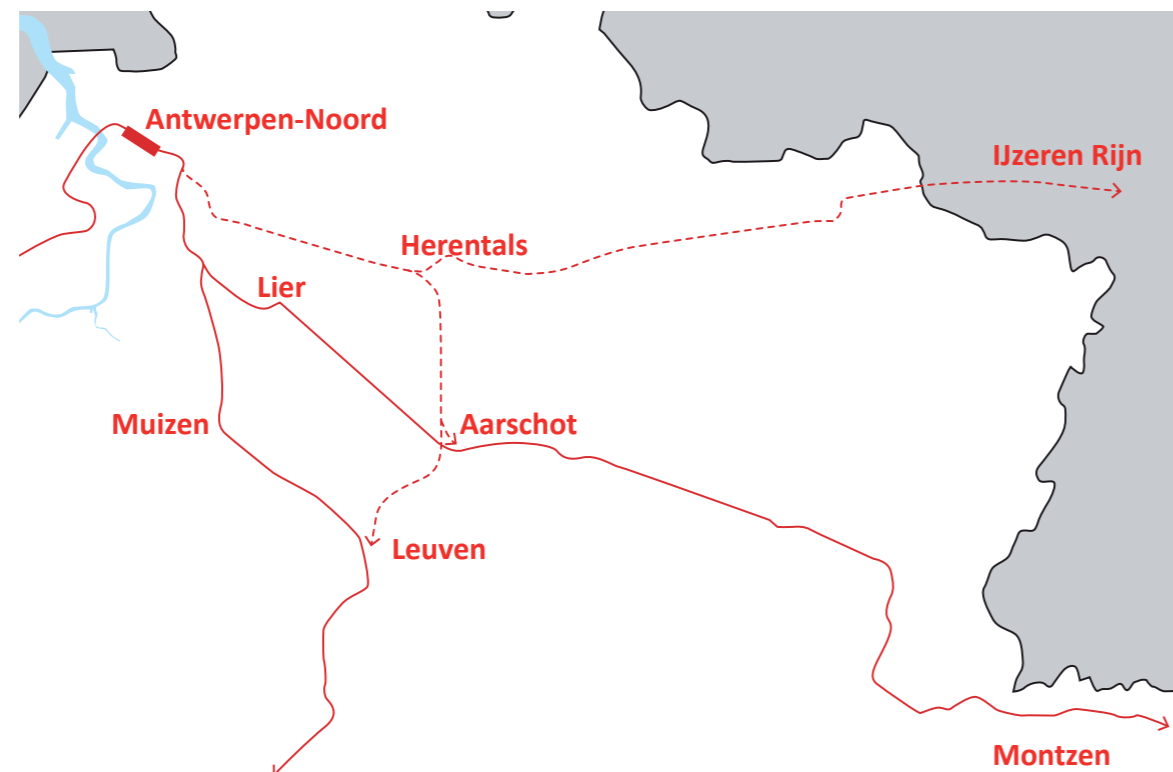 Antwerpen-Noord
IJzeren Rijn
Herentals
Lier
Muizen
Aarschot
Leuven
Montzen